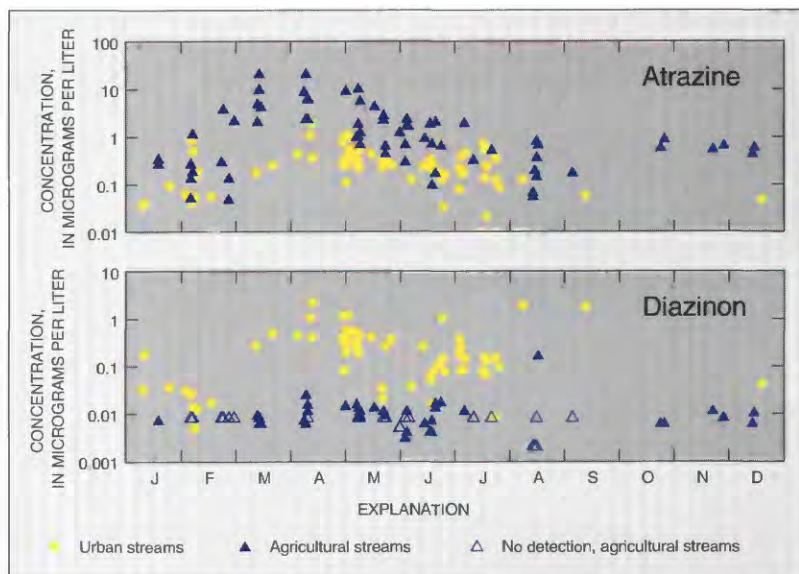 CONCENTRATION,
IN MICROGRAMS PER LITER
100
10
1
0.1
0.01
Atrazine
CONCENTRATION,
IN MICROGRAMS PER LITER
10
1
0.1
0.01
0.001
Diazinon
J F M A M J J A S O N D
EXPLANATION
Urban streams Agricultural streams No detection, agricultural streams